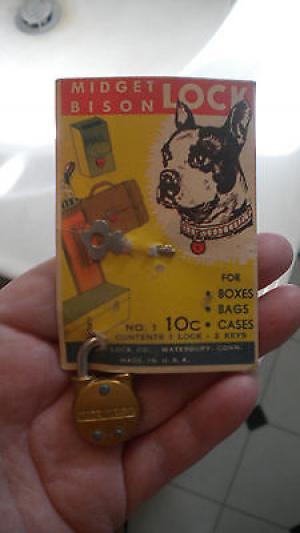 MIDGET
BISON LOCK
FOR
• BOXES
• BAGS
• CASES
NO. 1 10c
CONTENTS 1 LOCK - 2 KEYS
LOCK CO., WATERBURY, CONN.
MADE IN U.S.A.